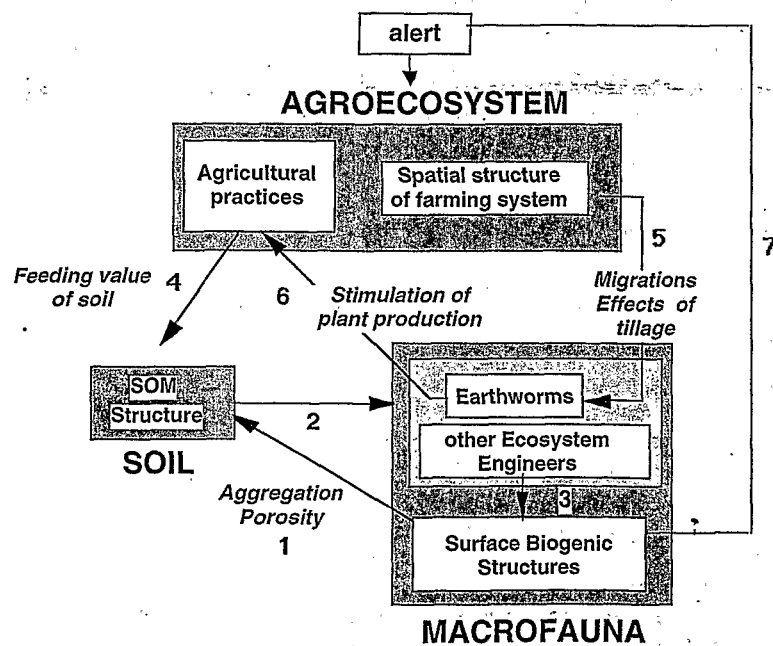 alert
AGROECOSYSTEM
Agricultural
practices
Spatial structure
of farming system
5
7
Feeding value
of soil
4
6
Stimulation of
plant production
Migrations
Effects of
tillage
SOM
Structure
SOIL
2
Earthworms
other Ecosystem
Engineers
3
Aggregation
Porosity
1
Surface Biogenic
Structures
MACROFAUNA